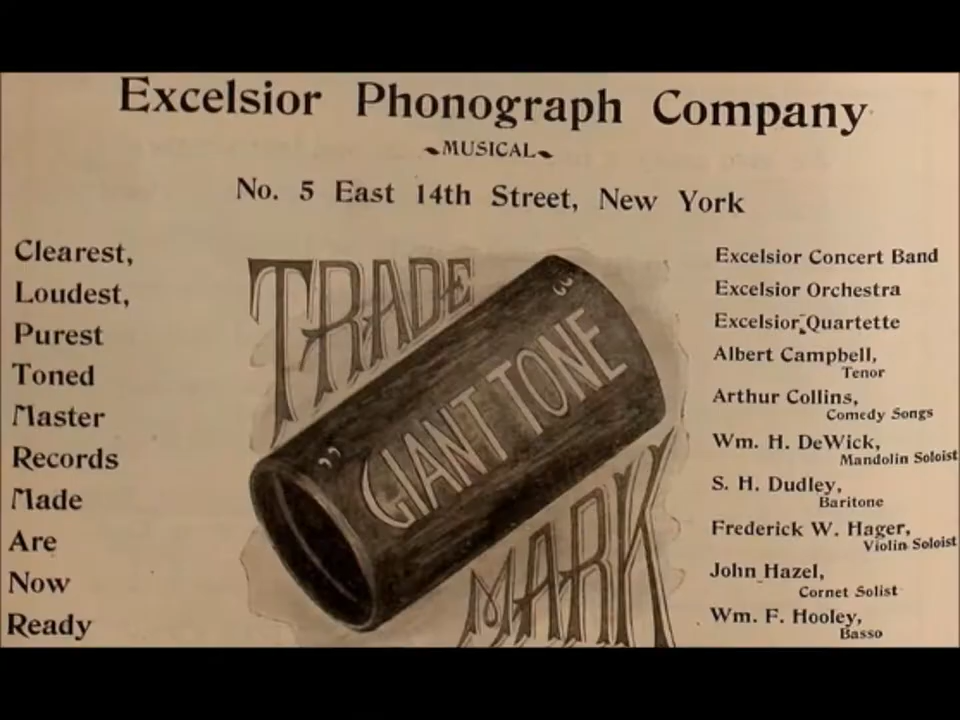 Excelsior Phonograph Company
MUSICAL
No. 5 East 14th Street, New York
Clearest,
Loudest,
Purest
Toned
Master
Records
Made
Are
Now
Ready
TRADE
"GIANT TONE"
MARK
Excelsior Concert Band
Excelsior Orchestra
Excelsior Quartette
Albert Campbell,
Tenor
Arthur Collins,
Comedy Songs
Wm. H. DeWick,
Mandolin Soloist
S. H. Dudley,
Baritone
Frederick W. Hager,
Violin Soloist
John Hazel,
Cornet Solist
Wm. F. Hooley,
Basso